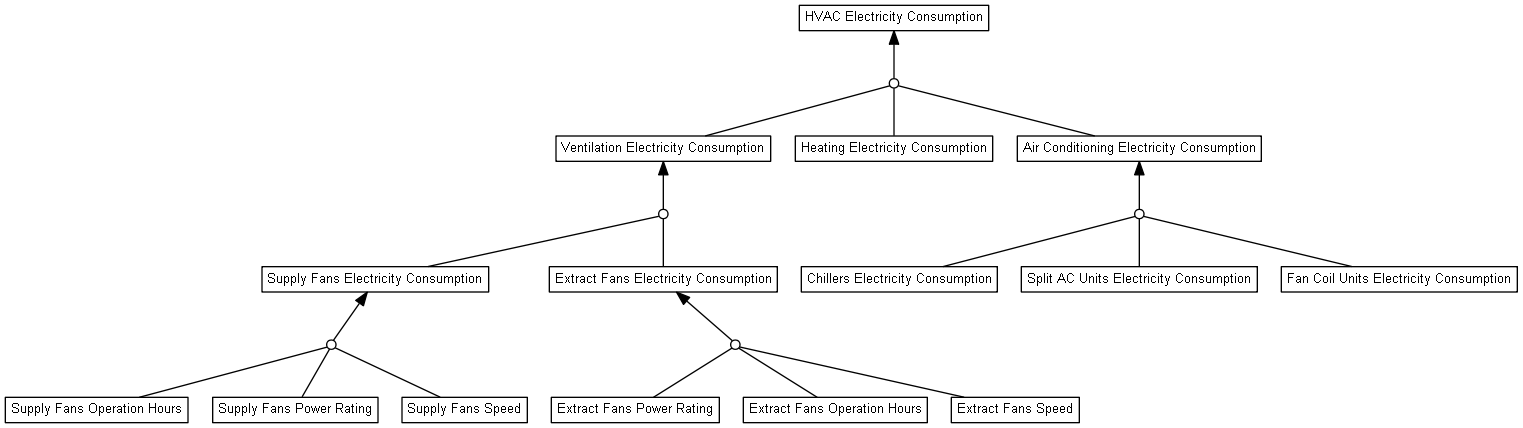 HVAC Electricity Consumption
Ventilation Electricity Consumption
Heating Electricity Consumption
Air Conditioning Electricity Consumption
Supply Fans Electricity Consumption
Extract Fans Electricity Consumption
Chillers Electricity Consumption
Split AC Units Electricity Consumption
Fan Coil Units Electricity Consumption
Supply Fans Operation Hours
Supply Fans Power Rating
Supply Fans Speed
Extract Fans Power Rating
Extract Fans Operation Hours
Extract Fans Speed